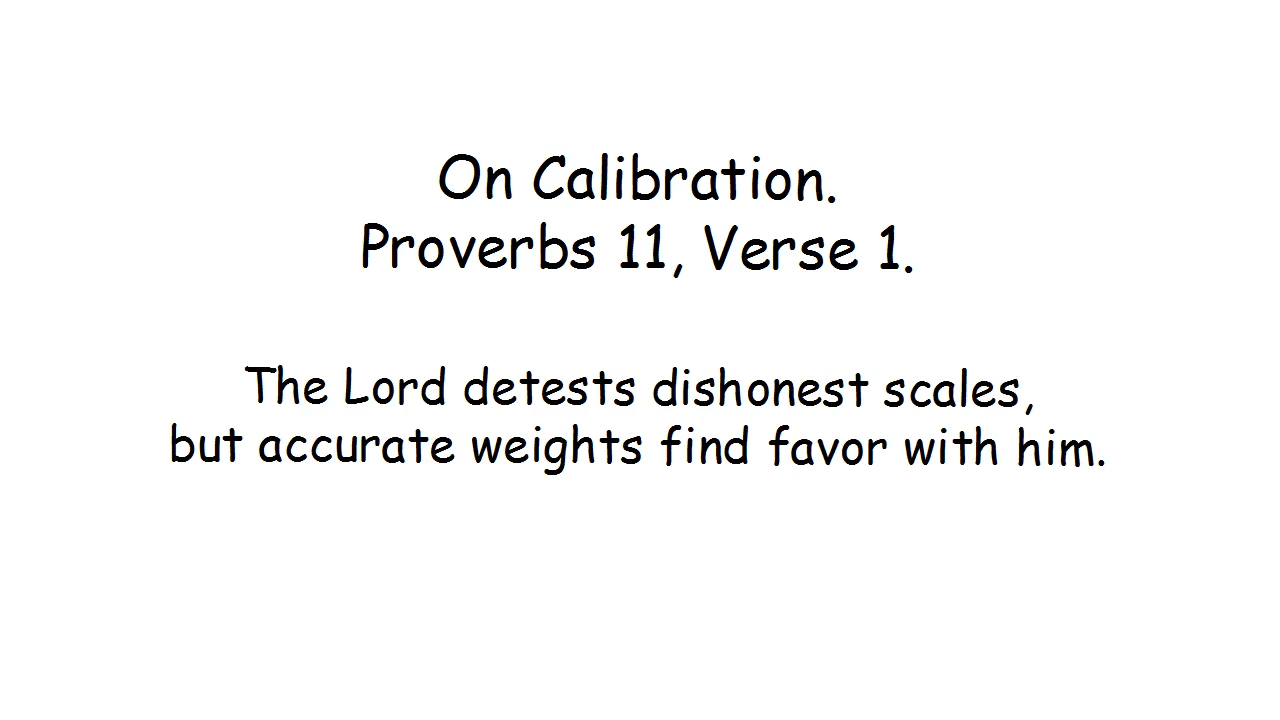 On Calibration.
Proverbs 11, Verse 1.
The Lord detests dishonest scales,
but accurate weights find favor with him.